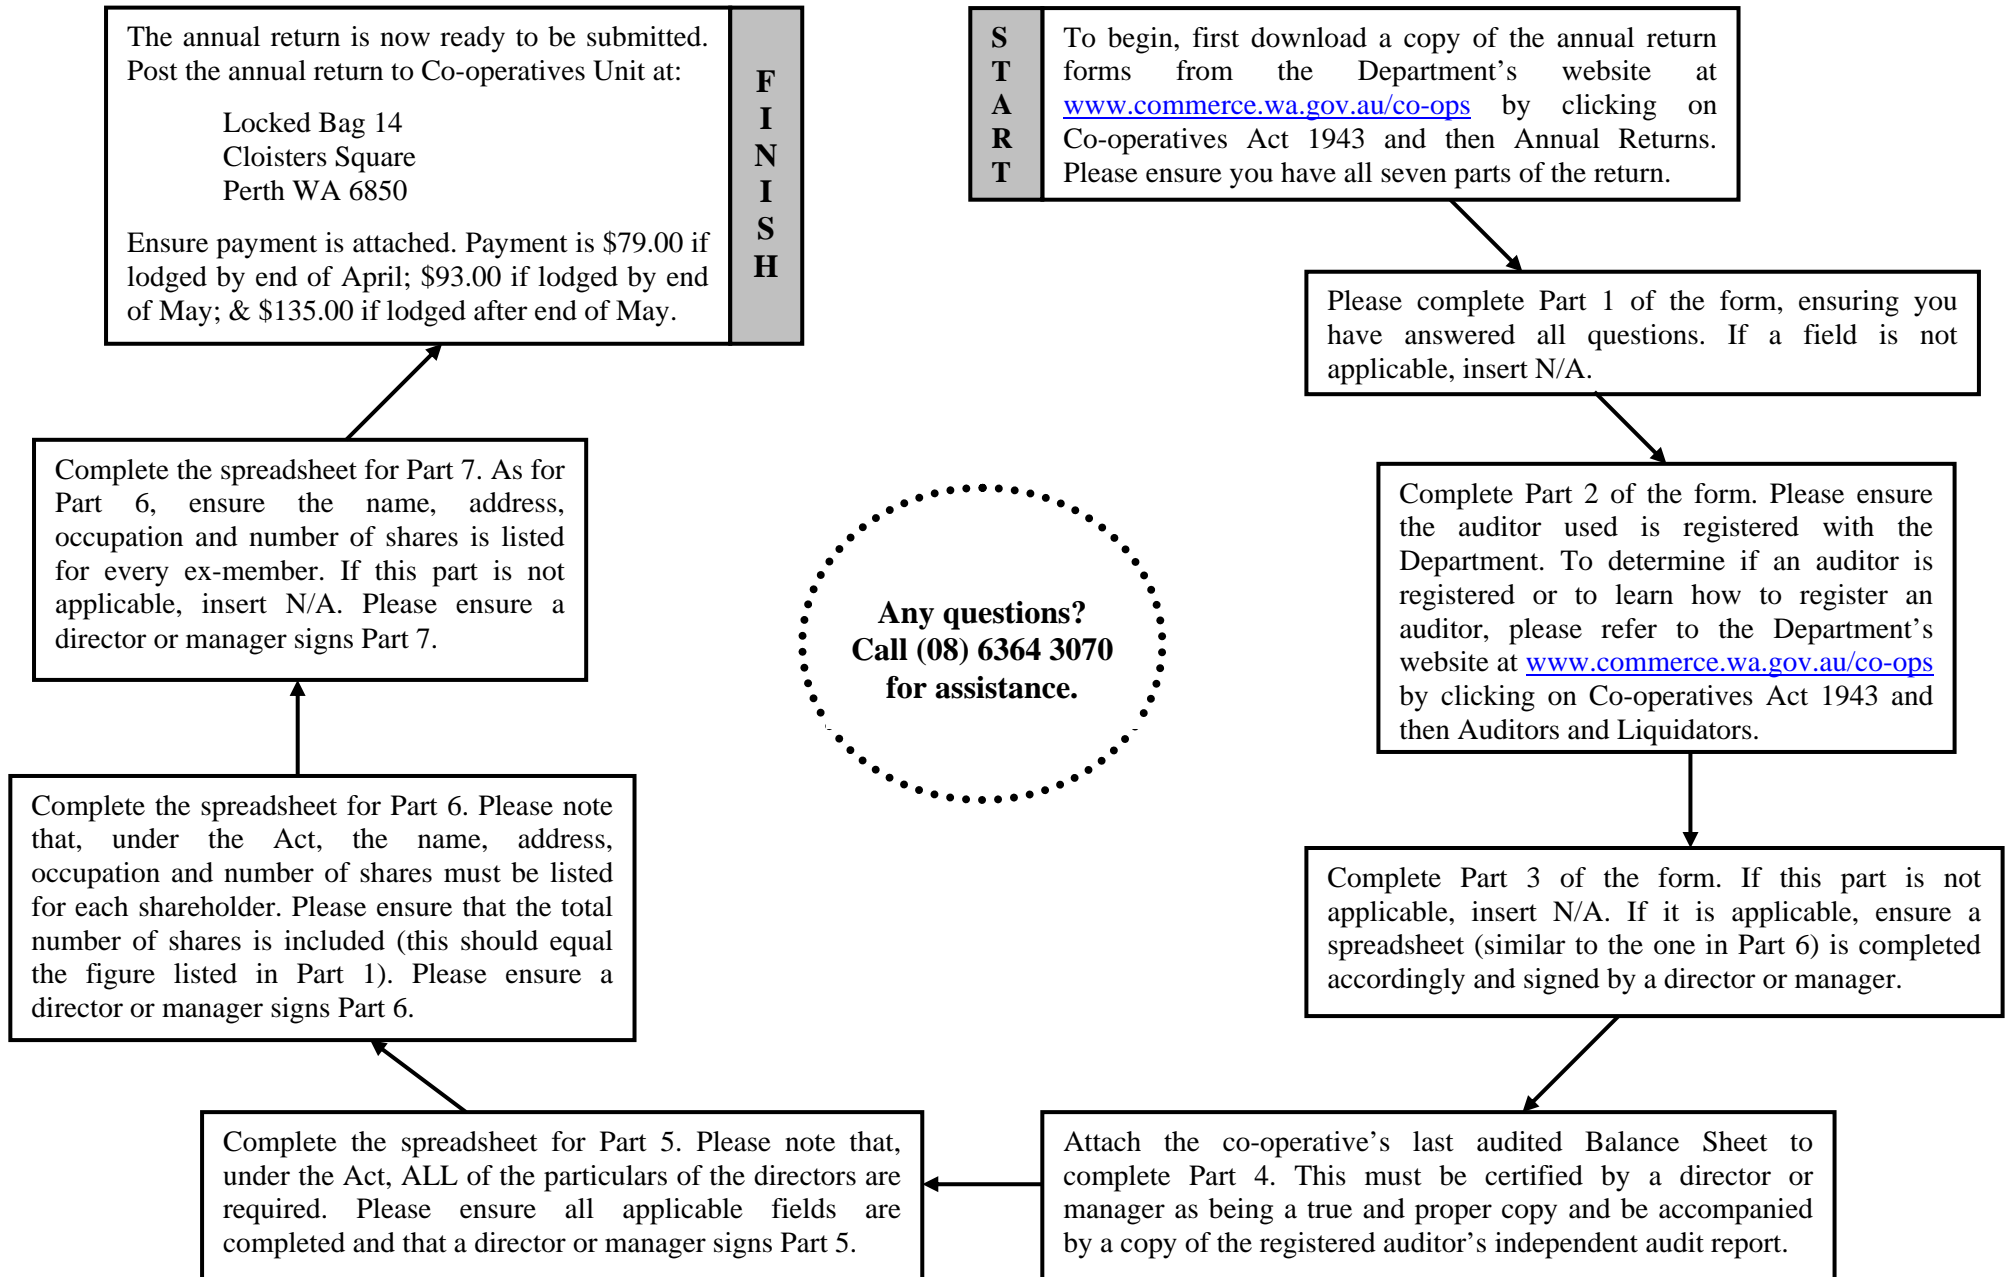 START
To begin, first download a copy of the annual return
forms from the Department’s website at
www.commerce.wa.gov.au/co-ops by clicking on
Co-operatives Act 1943 and then Annual Returns.
Please ensure you have all seven parts of the return.
Please complete Part 1 of the form, ensuring you
have answered all questions. If a field is not
applicable, insert N/A.
Complete Part 2 of the form. Please ensure
the auditor used is registered with the
Department. To determine if an auditor is
registered or to learn how to register an
auditor, please refer to the Department’s
website at www.commerce.wa.gov.au/co-ops
by clicking on Co-operatives Act 1943 and
then Auditors and Liquidators.
Complete Part 3 of the form. If this part is not
applicable, insert N/A. If it is applicable, ensure a
spreadsheet (similar to the one in Part 6) is completed
accordingly and signed by a director or manager.
Attach the co-operative’s last audited Balance Sheet to
complete Part 4. This must be certified by a director or
manager as being a true and proper copy and be accompanied
by a copy of the registered auditor’s independent audit report.
Complete the spreadsheet for Part 5. Please note that,
under the Act, ALL of the particulars of the directors are
required. Please ensure all applicable fields are
completed and that a director or manager signs Part 5.
Complete the spreadsheet for Part 6. Please note
that, under the Act, the name, address,
occupation and number of shares must be listed
for each shareholder. Please ensure that the total
number of shares is included (this should equal
the figure listed in Part 1). Please ensure a
director or manager signs Part 6.
Complete the spreadsheet for Part 7. As for
Part 6, ensure the name, address,
occupation and number of shares is listed
for every ex-member. If this part is not
applicable, insert N/A. Please ensure a
director or manager signs Part 7.
The annual return is now ready to be submitted.
Post the annual return to Co-operatives Unit at:
Locked Bag 14
Cloisters Square
Perth WA 6850
Ensure payment is attached. Payment is $79.00 if
lodged by end of April; $93.00 if lodged by end
of May; & $135.00 if lodged after end of May.
FINISH
Any questions?
Call (08) 6364 3070
for assistance.